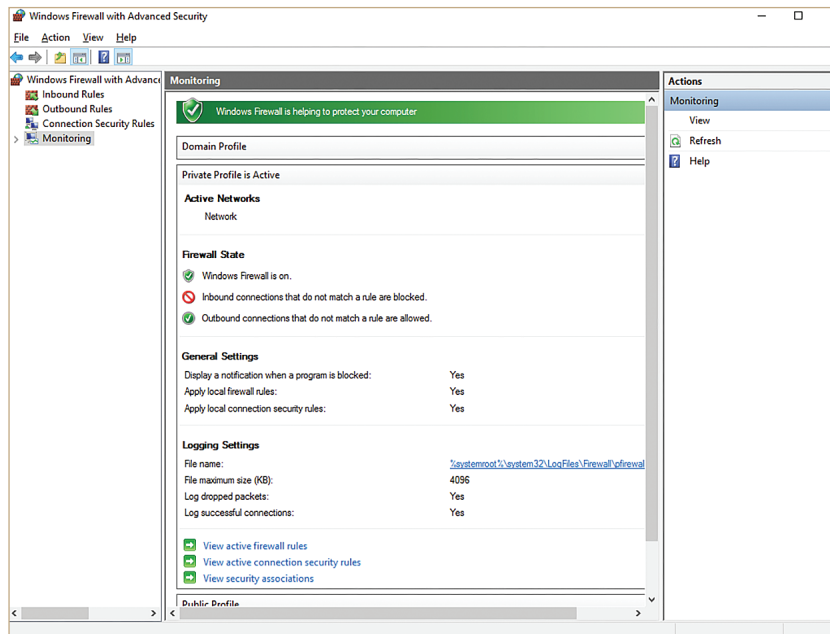 Windows Firewall with Advanced Security
File Action View Help
Windows Firewall with Advance
Inbound Rules
Outbound Rules
Connection Security Rules
Monitoring
Monitoring
Windows Firewall is helping to protect your computer
Domain Profile
Private Profile is Active
Active Networks
Network
Firewall State
Windows Firewall is on.
Inbound connections that do not match a rule are blocked.
Outbound connections that do not match a rule are allowed.
General Settings
Display a notification when a program is blocked: Yes
Apply local firewall rules: Yes
Apply local connection security rules: Yes
Logging Settings
File name: %systemroot%\system32\LogFiles\Firewall\pfirewal
File maximum size (KB): 4096
Log dropped packets: Yes
Log successful connections: Yes
View active firewall rules
View active connection security rules
View security associations
Public Profile
Actions
Monitoring
View
Refresh
Help